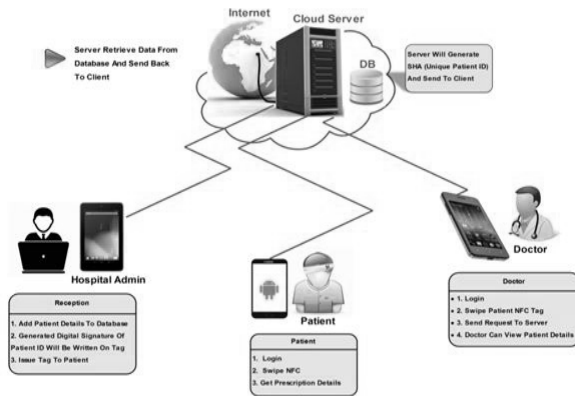 Internet
Cloud Server
Server Retrieve Data From
Database And Send Back
To Client
DB
Server Will Generate
SHA (Unique Patient ID)
And Send To Client
Hospital Admin
Reception
1. Add Patient Details To Database
2. Generated Digital Signature Of
Patient ID Will Be Written On Tag
3. Issue Tag To Patient
Patient
Patient
1. Login
2. Swipe NFC
3. Get Prescription Details
Doctor
Doctor
• 1. Login
• 2. Swipe Patient NFC Tag
• 3. Send Request To Server
• 4. Doctor Can View Patient Details